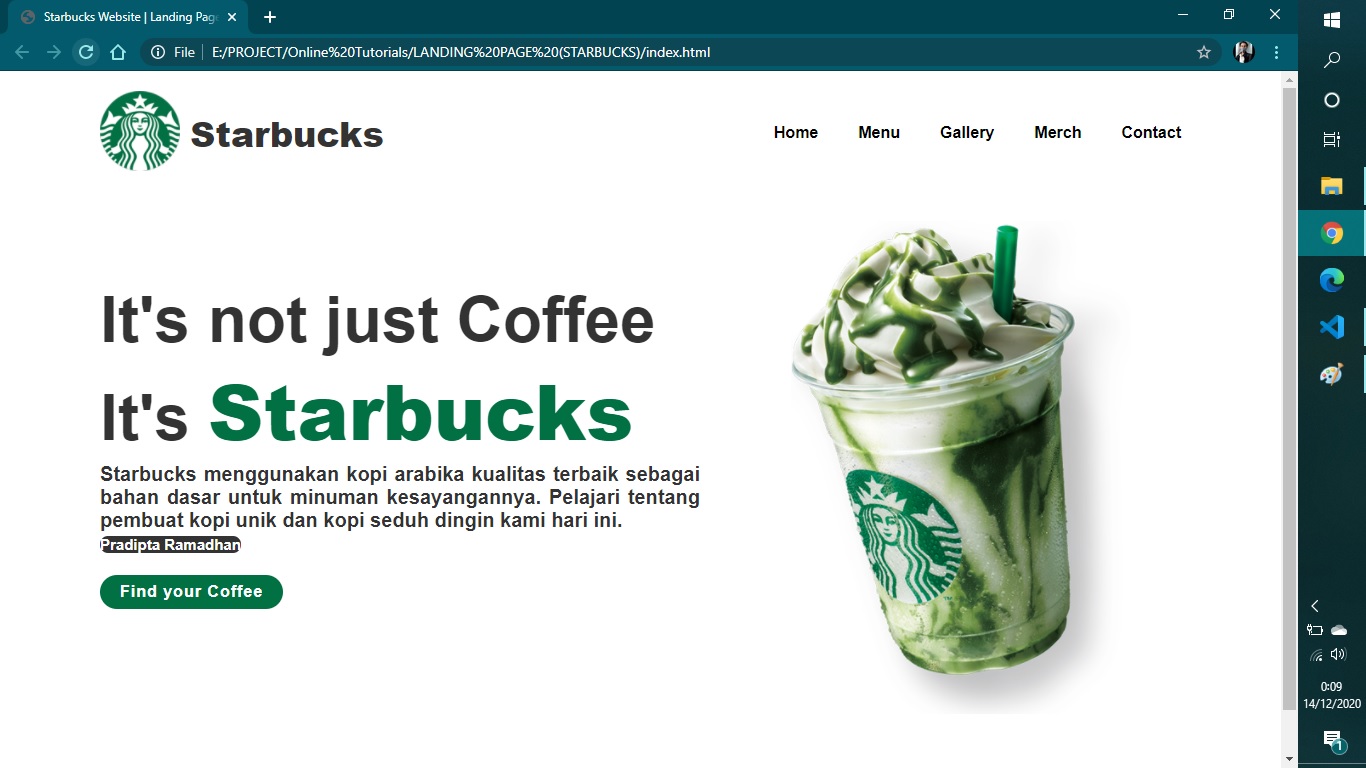 Starbucks Website | Landing Page
File
E:/PROJECT/Online%20Tutorials/LANDING%20PAGE%20(STARBUCKS)/index.html
Starbucks
Home Menu Gallery Merch Contact
It's not just Coffee
It's Starbucks
Starbucks menggunakan kopi arabika kualitas terbaik sebagai
bahan dasar untuk minuman kesayangannya. Pelajari tentang
pembuat kopi unik dan kopi seduh dingin kami hari ini.
Pradipta Ramadhan
Find your Coffee
TM
0:09
14/12/2020
1